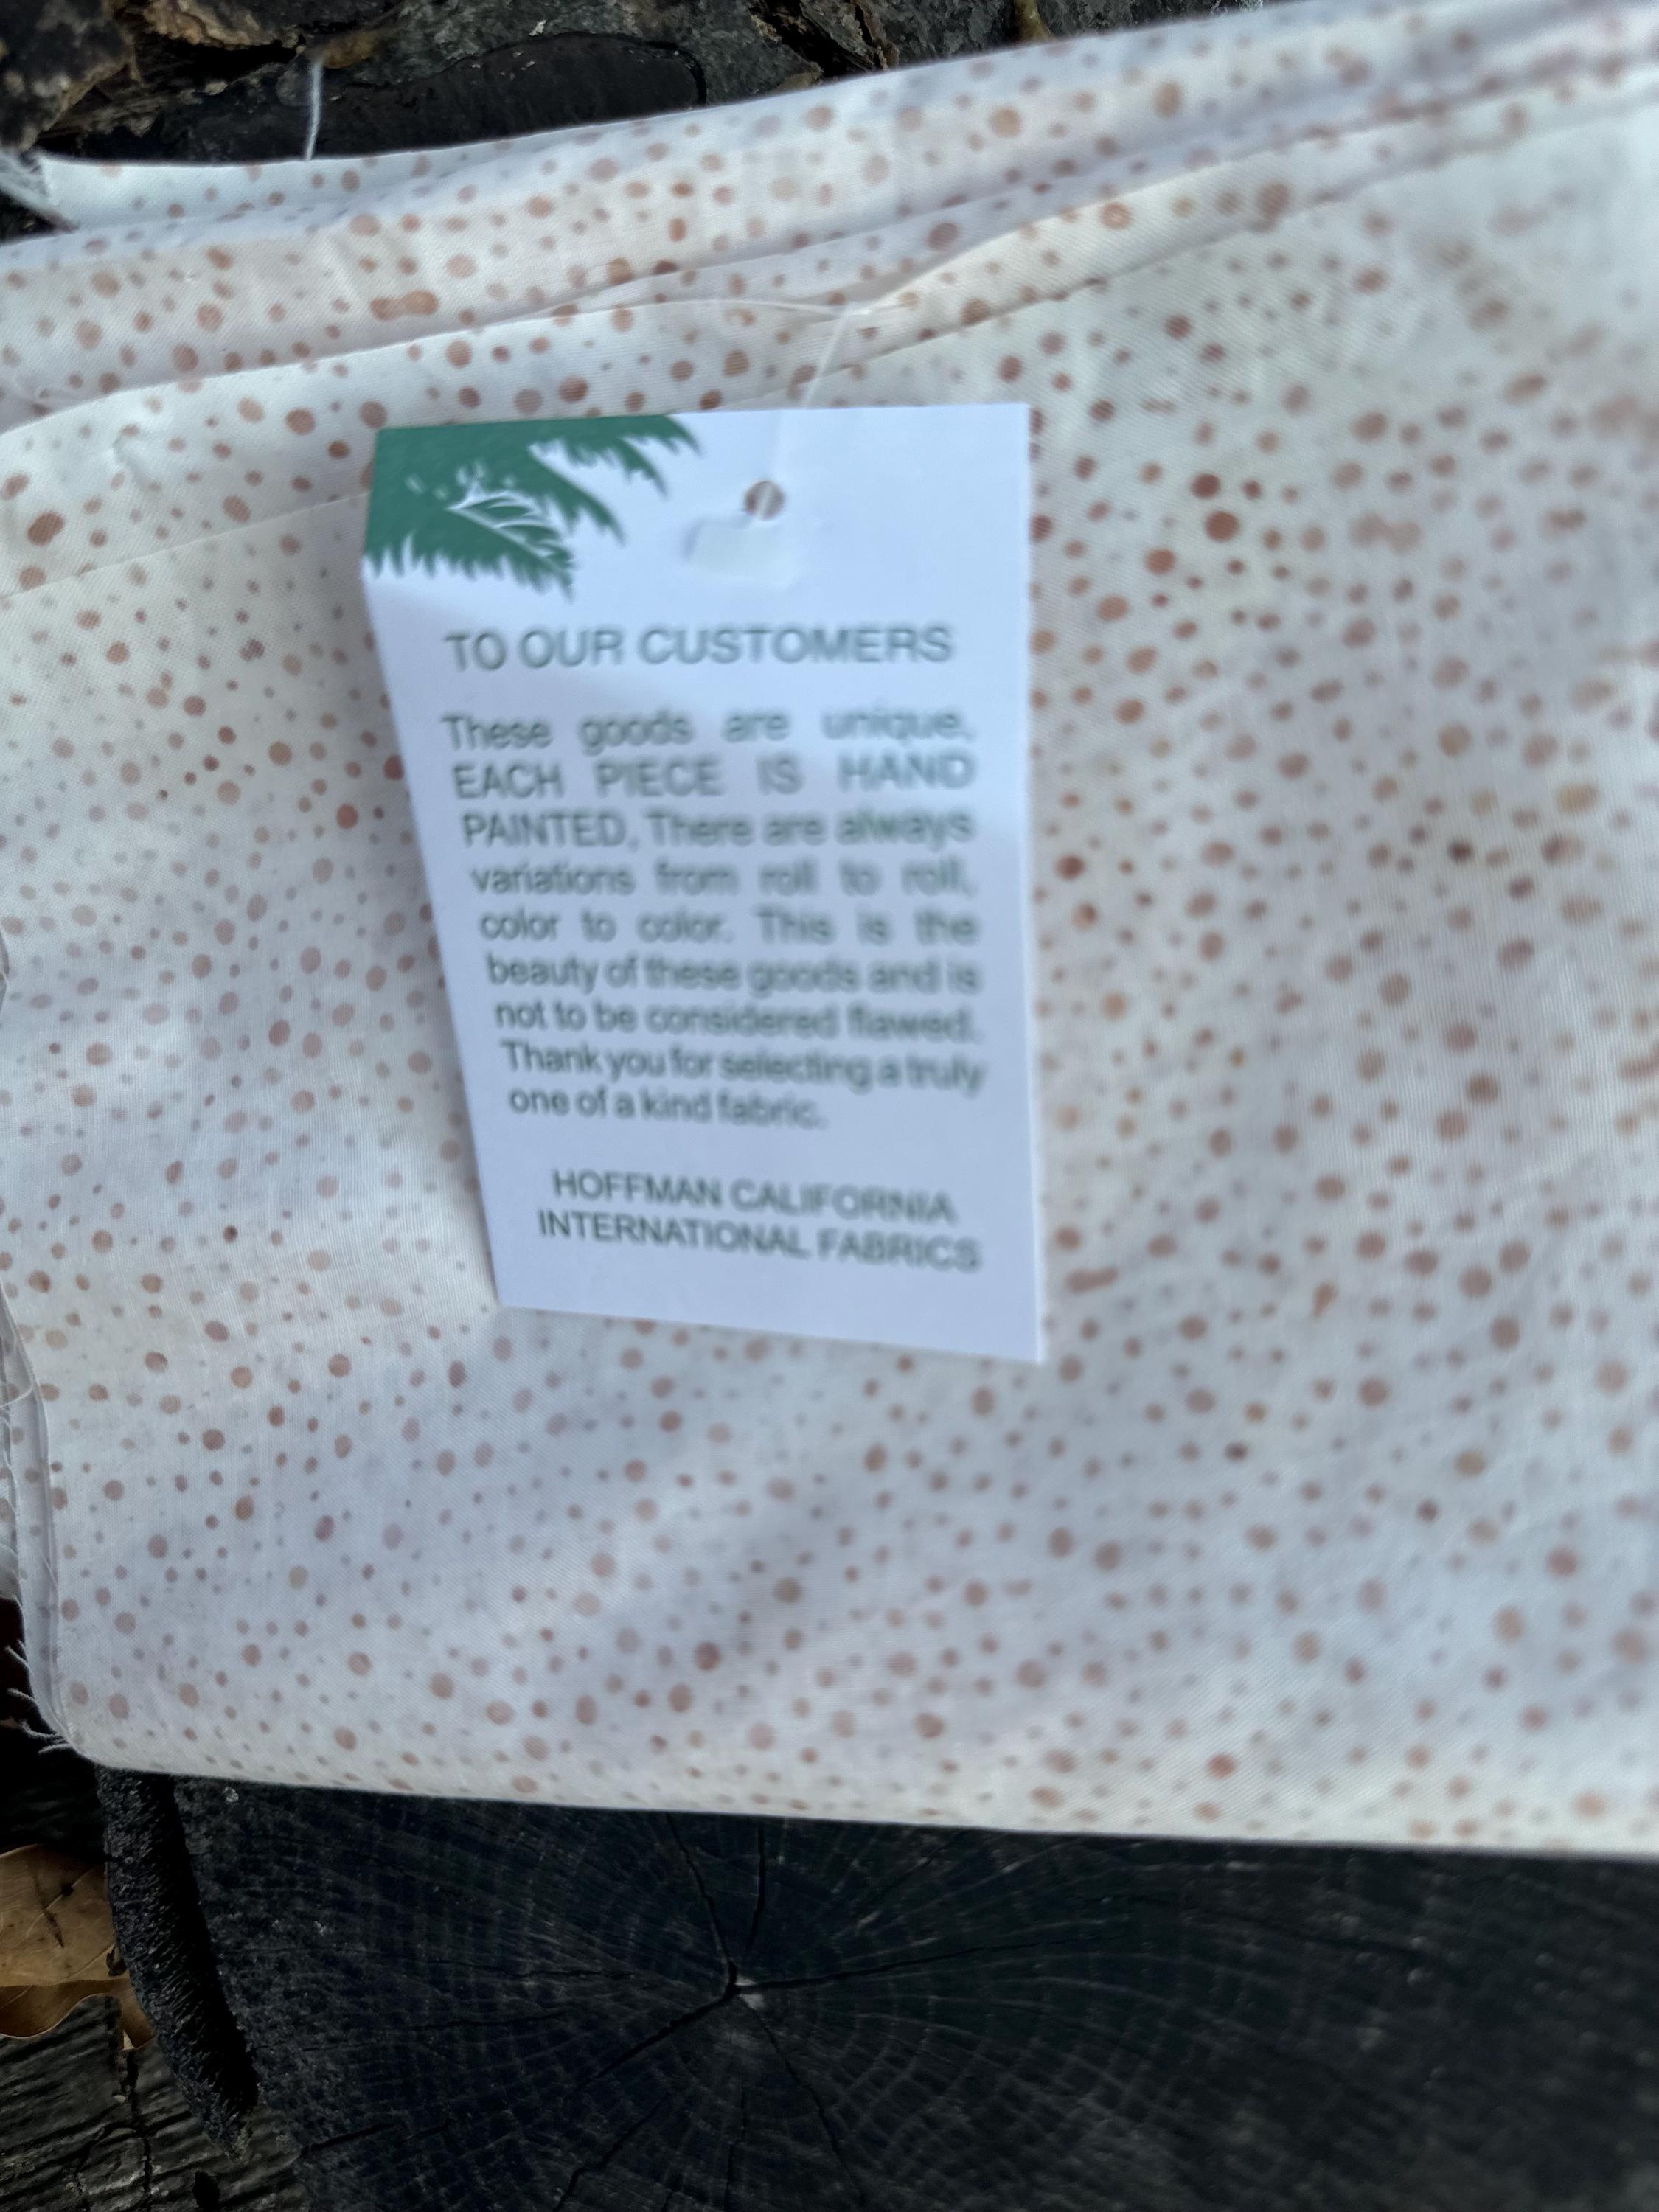 TO OUR CUSTOMERS
These goods are unique,
EACH PIECE IS HAND
PAINTED. There are always
variations from roll to roll,
color to color. This is the
beauty of these goods and is
not to be considered flawed.
Thank you for selecting a truly
one of a kind fabric.
HOFFMAN CALIFORNIA
INTERNATIONAL FABRICS